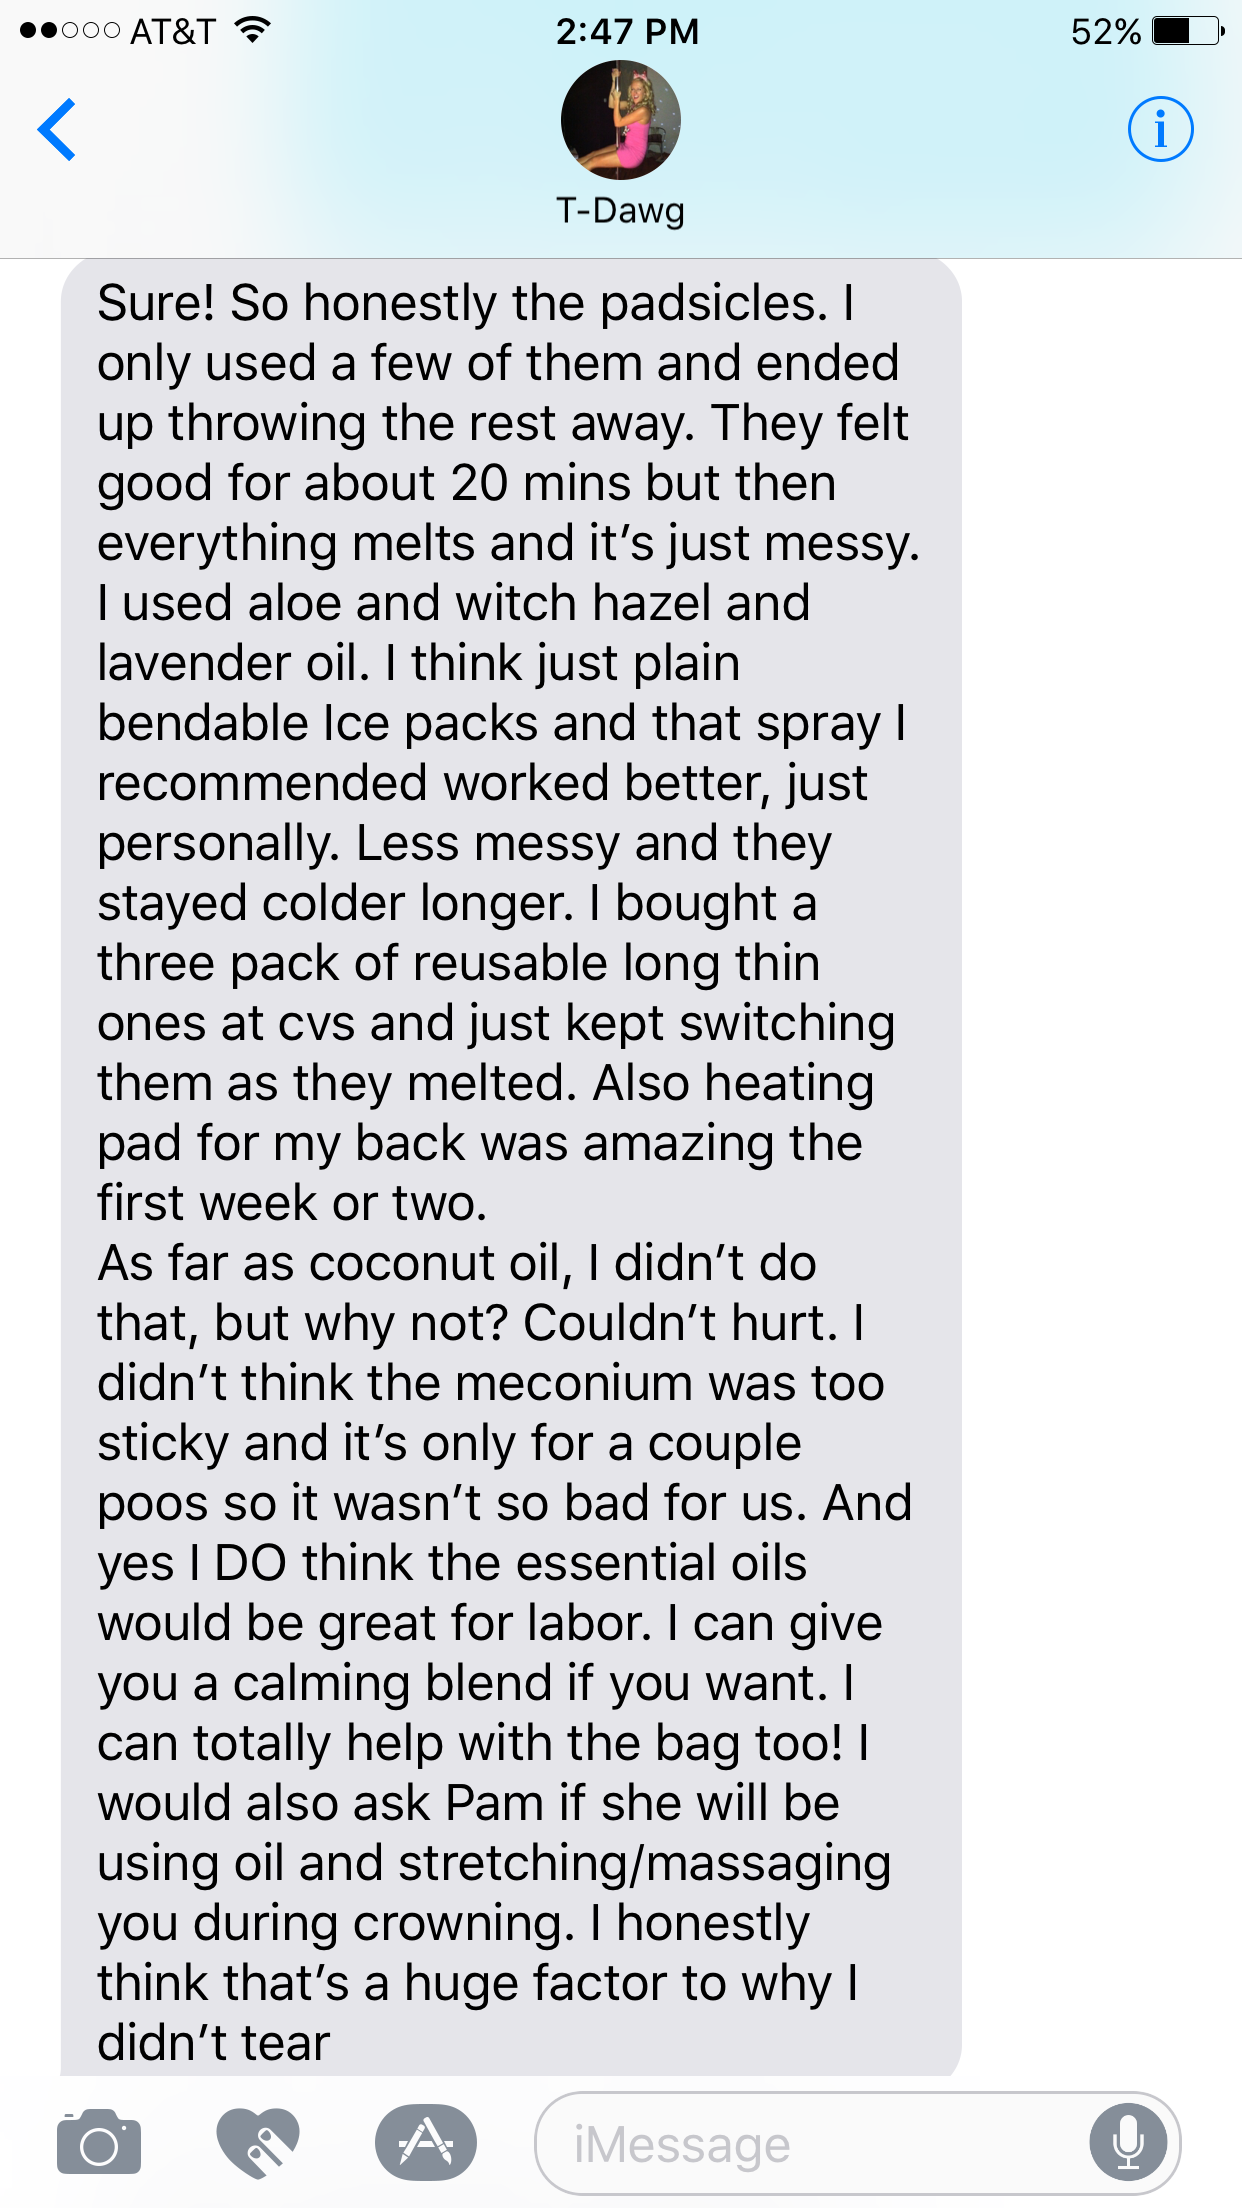 AT&T 2:47 PM 52%
T-Dawg
Sure! So honestly the padsicles. I
only used a few of them and ended
up throwing the rest away. They felt
good for about 20 mins but then
everything melts and it's just messy.
I used aloe and witch hazel and
lavender oil. I think just plain
bendable Ice packs and that spray I
recommended worked better, just
personally. Less messy and they
stayed colder longer. I bought a
three pack of reusable long thin
ones at cvs and just kept switching
them as they melted. Also heating
pad for my back was amazing the
first week or two.
As far as coconut oil, I didn't do
that, but why not? Couldn't hurt. I
didn't think the meconium was too
sticky and it's only for a couple
poos so it wasn't so bad for us. And
yes I DO think the essential oils
would be great for labor. I can give
you a calming blend if you want. I
can totally help with the bag too! I
would also ask Pam if she will be
using oil and stretching/massaging
you during crowning. I honestly
think that's a huge factor to why I
didn't tear
iMessage